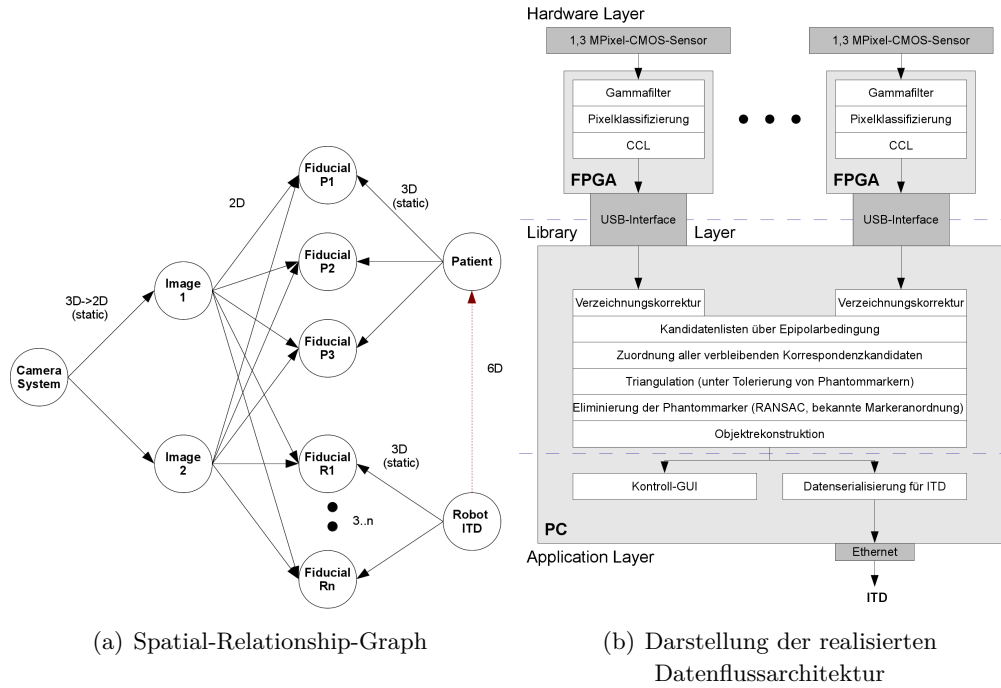 Fiducial
P1
2D
3D
(static)
Fiducial
P2
Patient
Image
1
3D->2D
(static)
Fiducial
P3
Camera
System
6D
Image
2
Fiducial
R1
3D
(static)
3..n
Robot
ITD
Fiducial
Rn
(a) Spatial-Relationship-Graph
Hardware Layer
1,3 MPixel-CMOS-Sensor
1,3 MPixel-CMOS-Sensor
Gammafilter
Gammafilter
Pixelklassifizierung
Pixelklassifizierung
CCL
CCL
FPGA
FPGA
USB-Interface
USB-Interface
Library Layer
Verzeichnungskorrektur
Verzeichnungskorrektur
Kandidatenlisten über Epipolarbedingung
Zuordnung aller verbleibenden Korrespondenzkandidaten
Triangulation (unter Tolerierung von Phantommarkern)
Eliminierung der Phantommarker (RANSAC, bekannte Markeranordnung)
Objektrekonstruktion
Kontroll-GUI
Datenserialisierung für ITD
PC
Application Layer
Ethernet
ITD
(b) Darstellung der realisierten
Datenflussarchitektur